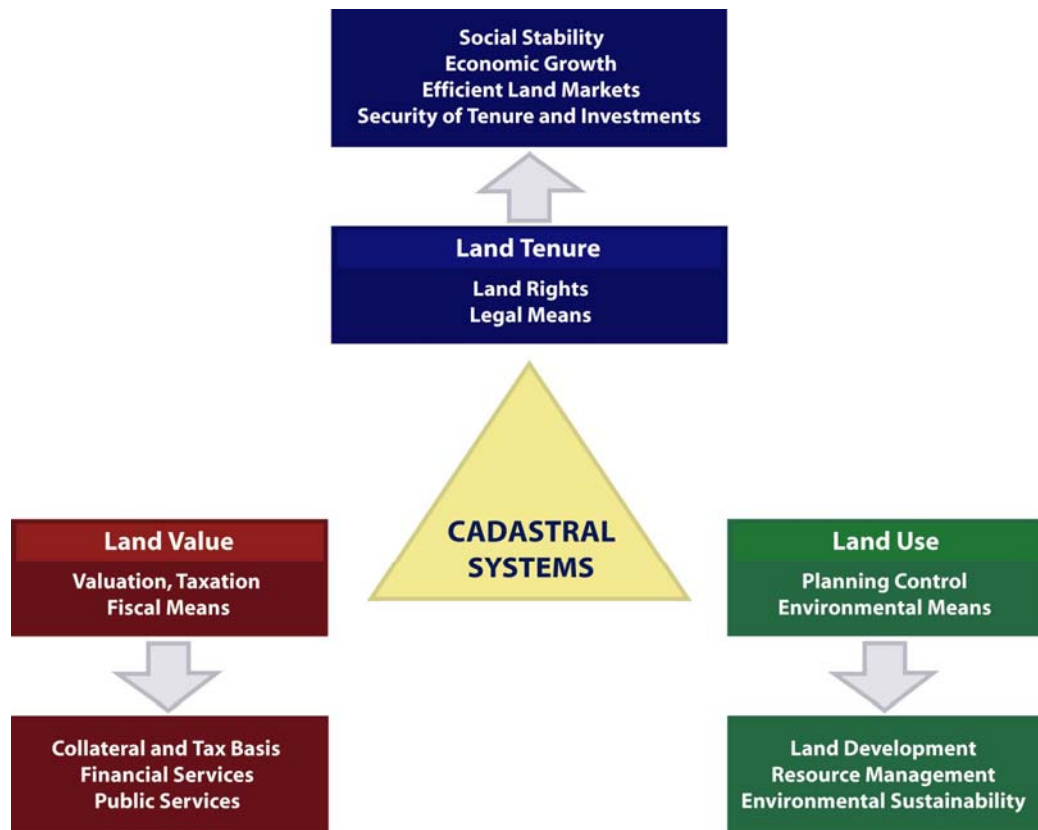 Social Stability
Economic Growth
Efficient Land Markets
Security of Tenure and Investments
Land Tenure
Land Rights
Legal Means
CADASTRAL
SYSTEMS
Land Value
Valuation, Taxation
Fiscal Means
Collateral and Tax Basis
Financial Services
Public Services
Land Use
Planning Control
Environmental Means
Land Development
Resource Management
Environmental Sustainability